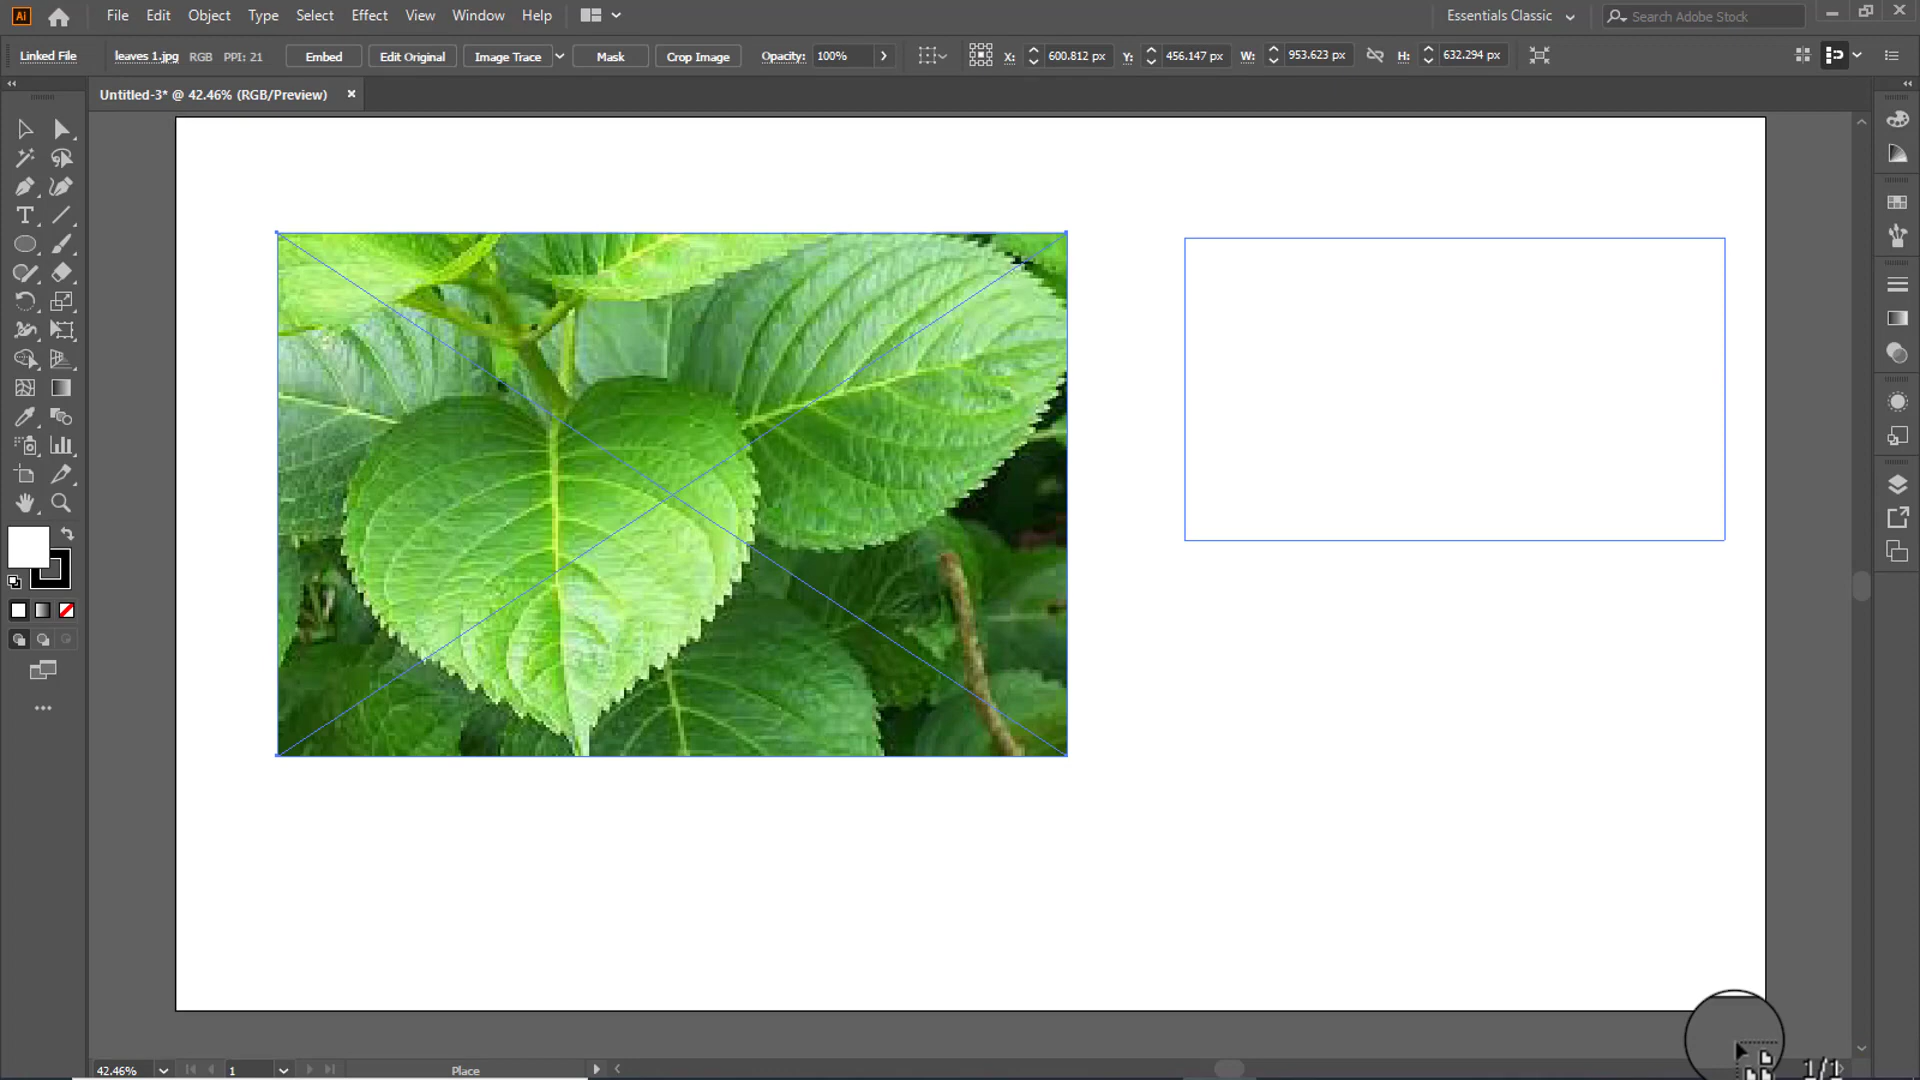 Ai File Edit Object Type Select Effect View Window Help Essentials Classic Search Adobe Stock
Linked File leaves 1.jpg RGB PPI: 21 Embed Edit Original Image Trace Mask Crop Image Opacity: 100% X: 600.812 px Y: 456.147 px W: 953.623 px H: 632.294 px
Untitled-3* @ 42.46% (RGB/Preview)
42.46% 1 Place 1/1